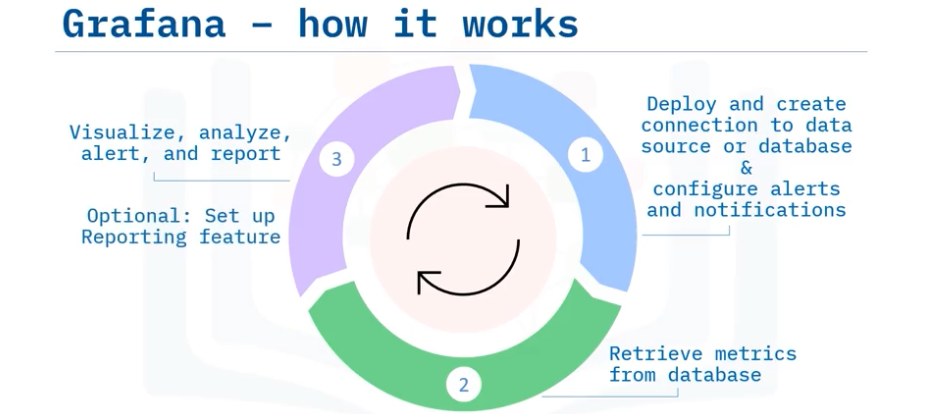 Grafana – how it works
Deploy and create
connection to data
source or database
&
configure alerts
and notifications
1
Retrieve metrics
from database
2
Visualize, analyze,
alert, and report
3
Optional: Set up
Reporting feature